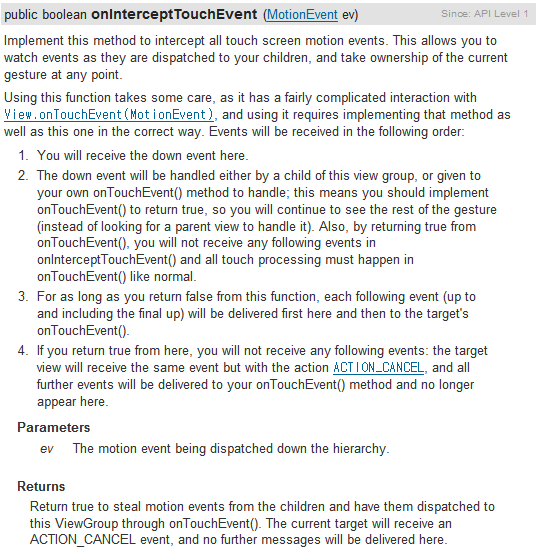 public boolean onInterceptTouchEvent (MotionEvent ev) Since: API Level 1
Implement this method to intercept all touch screen motion events. This allows you to
watch events as they are dispatched to your children, and take ownership of the current
gesture at any point.
Using this function takes some care, as it has a fairly complicated interaction with
View.onTouchEvent(MotionEvent), and using it requires implementing that method as
well as this one in the correct way. Events will be received in the following order:
1. You will receive the down event here.
2. The down event will be handled either by a child of this view group, or given to
your own onTouchEvent() method to handle; this means you should implement
onTouchEvent() to return true, so you will continue to see the rest of the gesture
(instead of looking for a parent view to handle it). Also, by returning true from
onTouchEvent(), you will not receive any following events in
onInterceptTouchEvent() and all touch processing must happen in
onTouchEvent() like normal.
3. For as long as you return false from this function, each following event (up to
and including the final up) will be delivered first here and then to the target's
onTouchEvent().
4. If you return true from here, you will not receive any following events: the target
view will receive the same event but with the action ACTION_CANCEL, and all
further events will be delivered to your onTouchEvent() method and no longer
appear here.
Parameters
ev The motion event being dispatched down the hierarchy.
Returns
Return true to steal motion events from the children and have them dispatched to
this ViewGroup through onTouchEvent(). The current target will receive an
ACTION_CANCEL event, and no further messages will be delivered here.